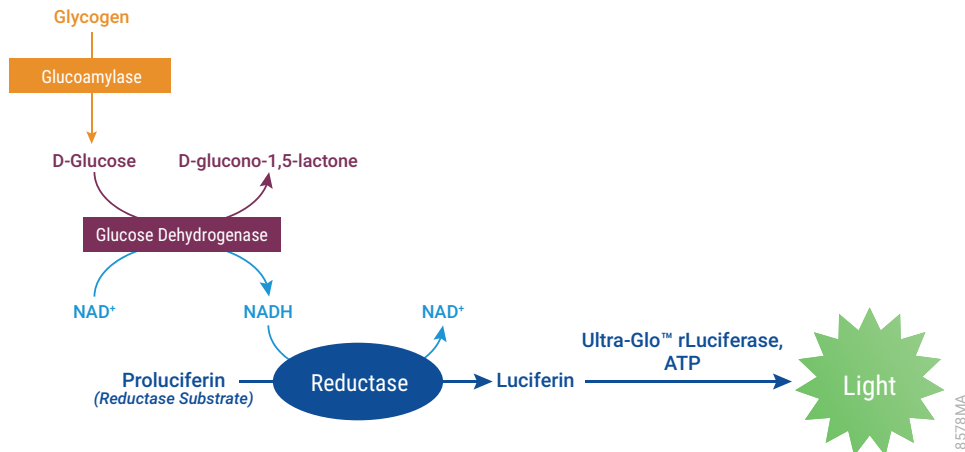 Glycogen
Glucoamylase
D-Glucose
D-glucono-1,5-lactone
Glucose Dehydrogenase
NAD⁺
NADH
NAD⁺
Ultra-Glo™ rLuciferase,
ATP
Proluciferin
(Reductase Substrate)
Reductase
Luciferin
Light
8578MA